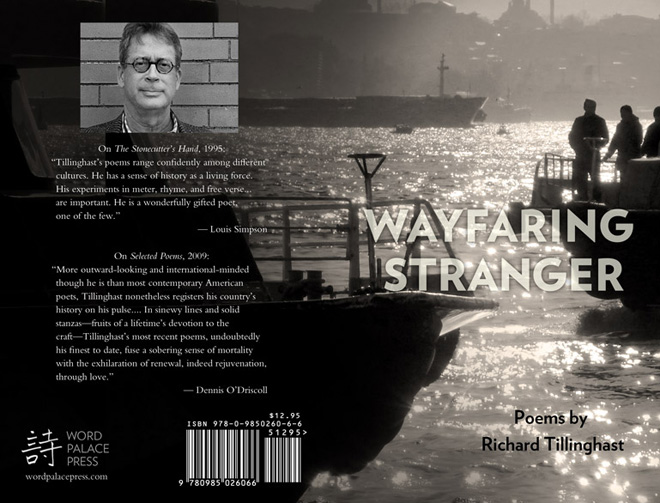 On The Stonecutter's Hand, 1995:
“Tillinghast's poems range confidently among different
cultures. He has a sense of history as a living force.
His experiments in meter, rhyme, and free verse...
are important. He is a wonderfully gifted poet,
one of the few.”
— Louis Simpson
On Selected Poems, 2009:
“More outward-looking and international-minded
though he is than most contemporary American
poets, Tillinghast nonetheless registers his country's
history on his pulse.... In sinewy lines and solid
stanzas—fruits of a lifetime's devotion to the
craft—Tillinghast's most recent poems, undoubtedly
his finest to date, fuse a sobering sense of mortality
with the exhilaration of renewal, indeed rejuvenation,
through love.”
— Dennis O'Driscoll
詩
WORD
PALACE
PRESS
wordpalacepress.com
$12.95
ISBN 978-0-9850260-6-6
51295>
9 780985 026066
WAYFARING
STRANGER
Poems by
Richard Tillinghast